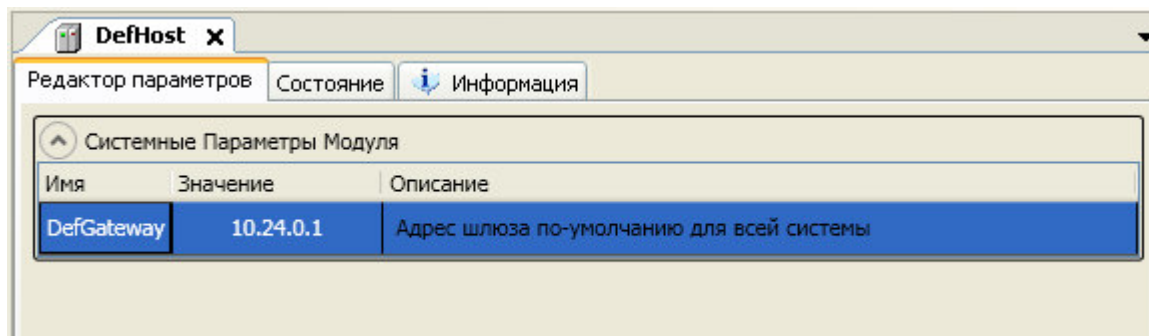 DefHost
Редактор параметров Состояние Информация
Системные Параметры Модуля
Имя Значение Описание
DefGateway 10.24.0.1 Адрес шлюза по-умолчанию для всей системы